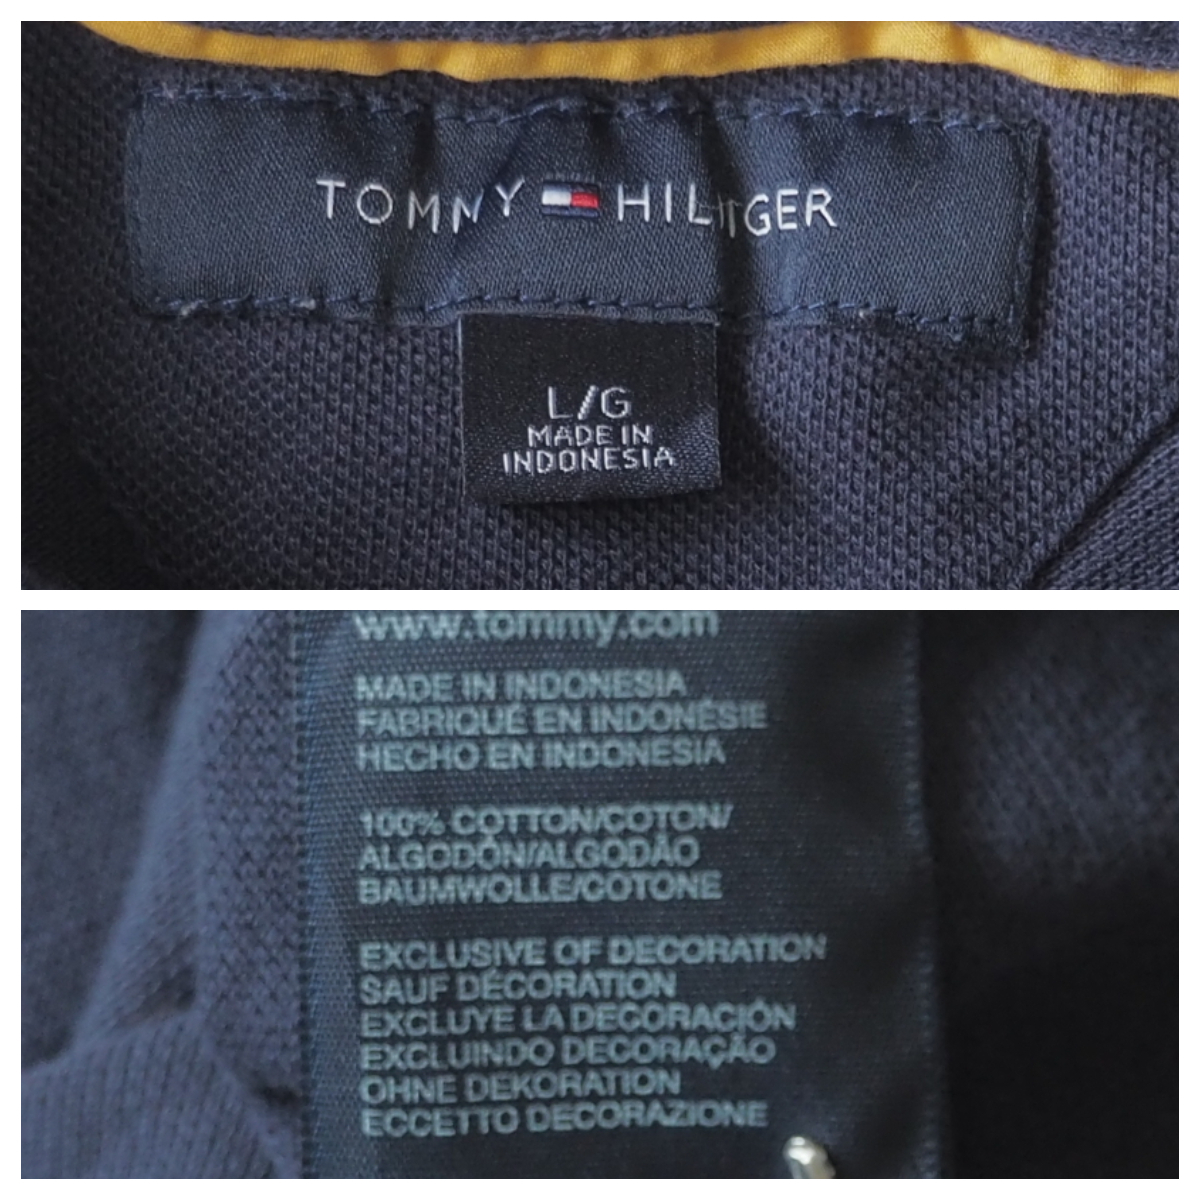 TOMMY HILFIGER
L/G
MADE IN
INDONESIA
www.tommy.com
MADE IN INDONESIA
FABRIQUÉ EN INDONÉSIE
HECHO EN INDONESIA
100% COTTON/COTON/
ALGODÓN/ALGODÃO
BAUMWOLLE/COTONE
EXCLUSIVE OF DECORATION
SAUF DÉCORATION
EXCLUYE LA DECORACIÓN
EXCLUINDO DECORAÇÃO
OHNE DEKORATION
ECCETTO DECORAZIONE